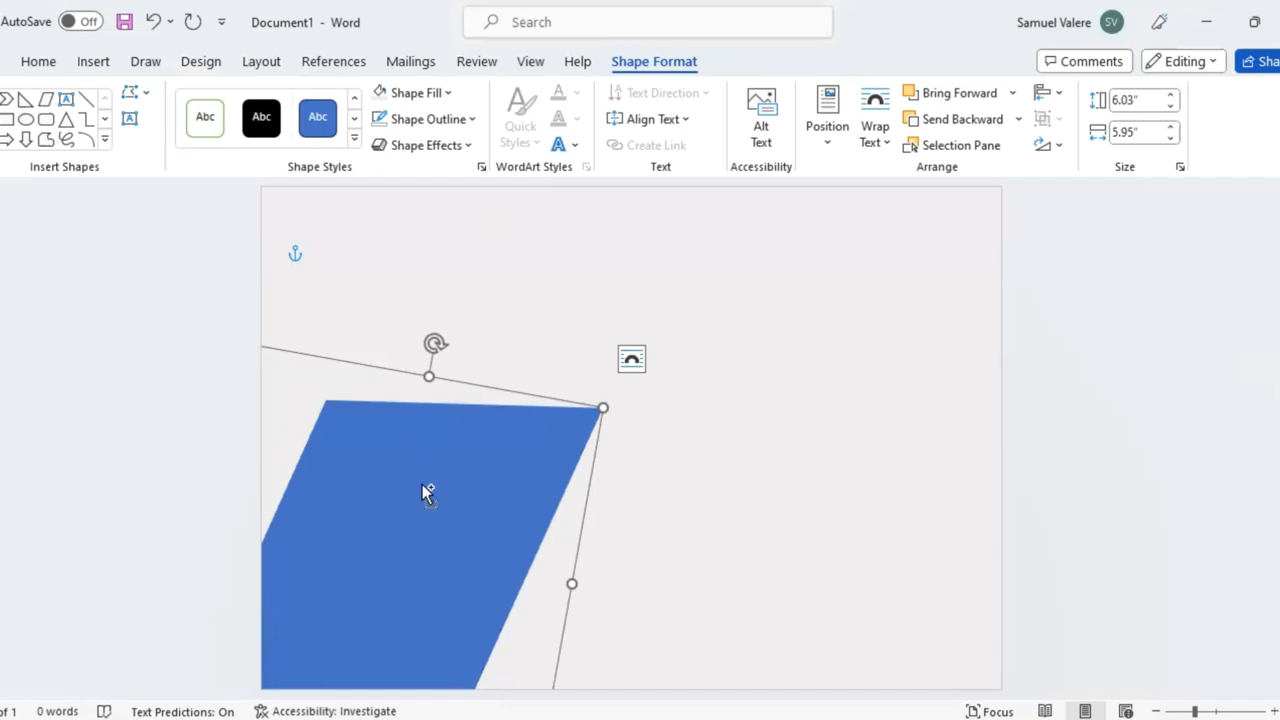 AutoSave Off Document1 - Word Search Samuel Valere SV
Home Insert Draw Design Layout References Mailings Review View Help Shape Format Comments Editing Sha
Abc Abc Abc
Shape Fill
Shape Outline
Shape Effects
Quick
Styles
A
A
A
A
Text Direction
Align Text
Create Link
Alt
Text
Position
Wrap
Text
Bring Forward
Send Backward
Selection Pane
6.03"
5.95"
Insert Shapes Shape Styles WordArt Styles Text Accessibility Arrange Size
of 1 0 words Text Predictions: On Accessibility: Investigate Focus